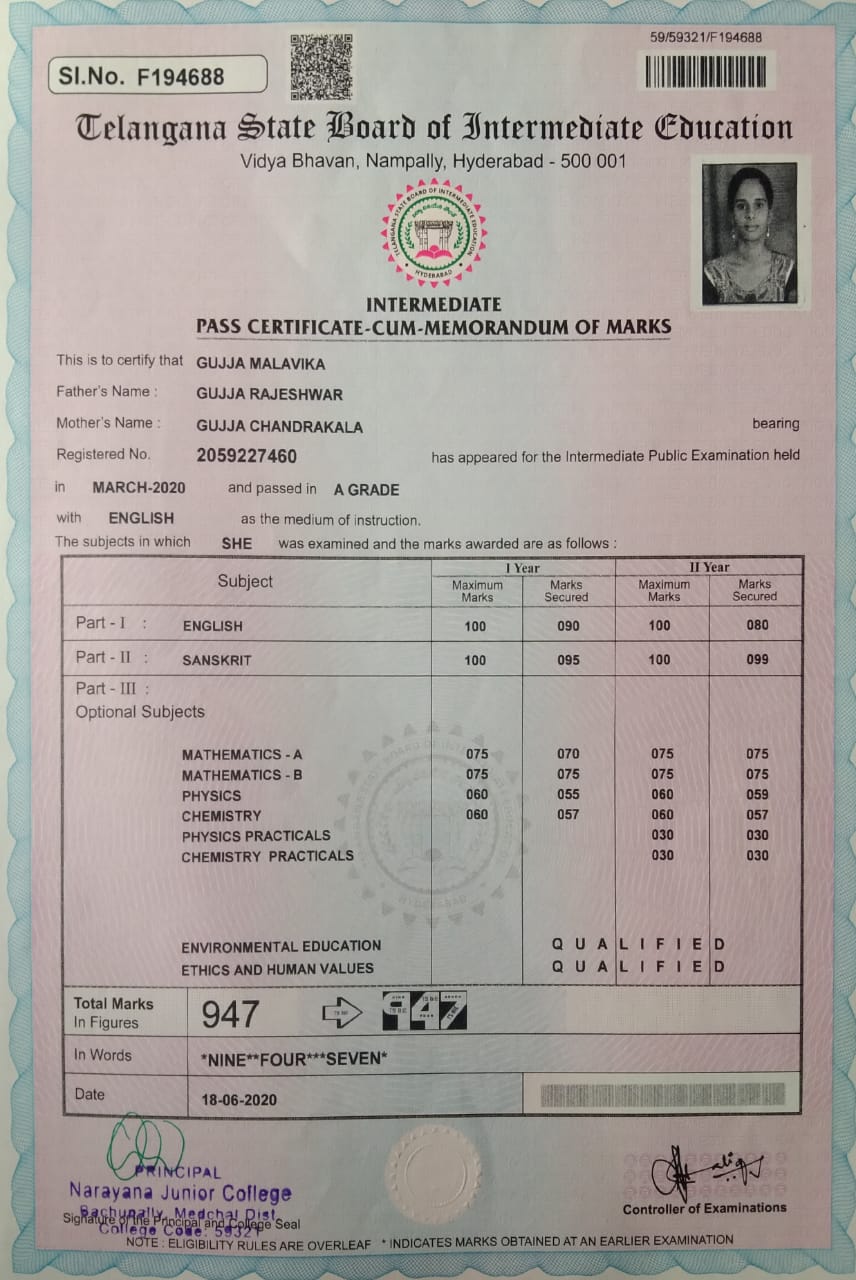 59/59321/F194688
Sl.No. F194688
Telangana State Board of Intermediate Education
Vidya Bhavan, Nampally, Hyderabad - 500 001
TELANGANA STATE BOARD OF INTERMEDIATE EDUCATION
HYDERABAD
INTERMEDIATE
PASS CERTIFICATE-CUM-MEMORANDUM OF MARKS
This is to certify that GUJJA MALAVIKA
Father's Name : GUJJA RAJESHWAR
Mother's Name : GUJJA CHANDRAKALA bearing
Registered No. 2059227460 has appeared for the Intermediate Public Examination held
in MARCH-2020 and passed in A GRADE
with ENGLISH as the medium of instruction.
The subjects in which SHE was examined and the marks awarded are as follows :
Subject I Year II Year
Maximum Marks Marks Secured Maximum Marks Marks Secured
Part - I : ENGLISH 100 090 100 080
Part - II : SANSKRIT 100 095 100 099
Part - III :
Optional Subjects
MATHEMATICS - A 075 070 075 075
MATHEMATICS - B 075 075 075 075
PHYSICS 060 055 060 059
CHEMISTRY 060 057 060 057
PHYSICS PRACTICALS 030 030
CHEMISTRY PRACTICALS 030 030
ENVIRONMENTAL EDUCATION QUALIFIED
ETHICS AND HUMAN VALUES QUALIFIED
Total Marks In Figures 947 947
In Words *NINE**FOUR***SEVEN*
Date 18-06-2020
PRINCIPAL
Narayana Junior College
Bachupally, Medchal Dist.
Signature of the Principal and College Seal
College Code: 59321
Controller of Examinations
NOTE : ELIGIBILITY RULES ARE OVERLEAF * INDICATES MARKS OBTAINED AT AN EARLIER EXAMINATION